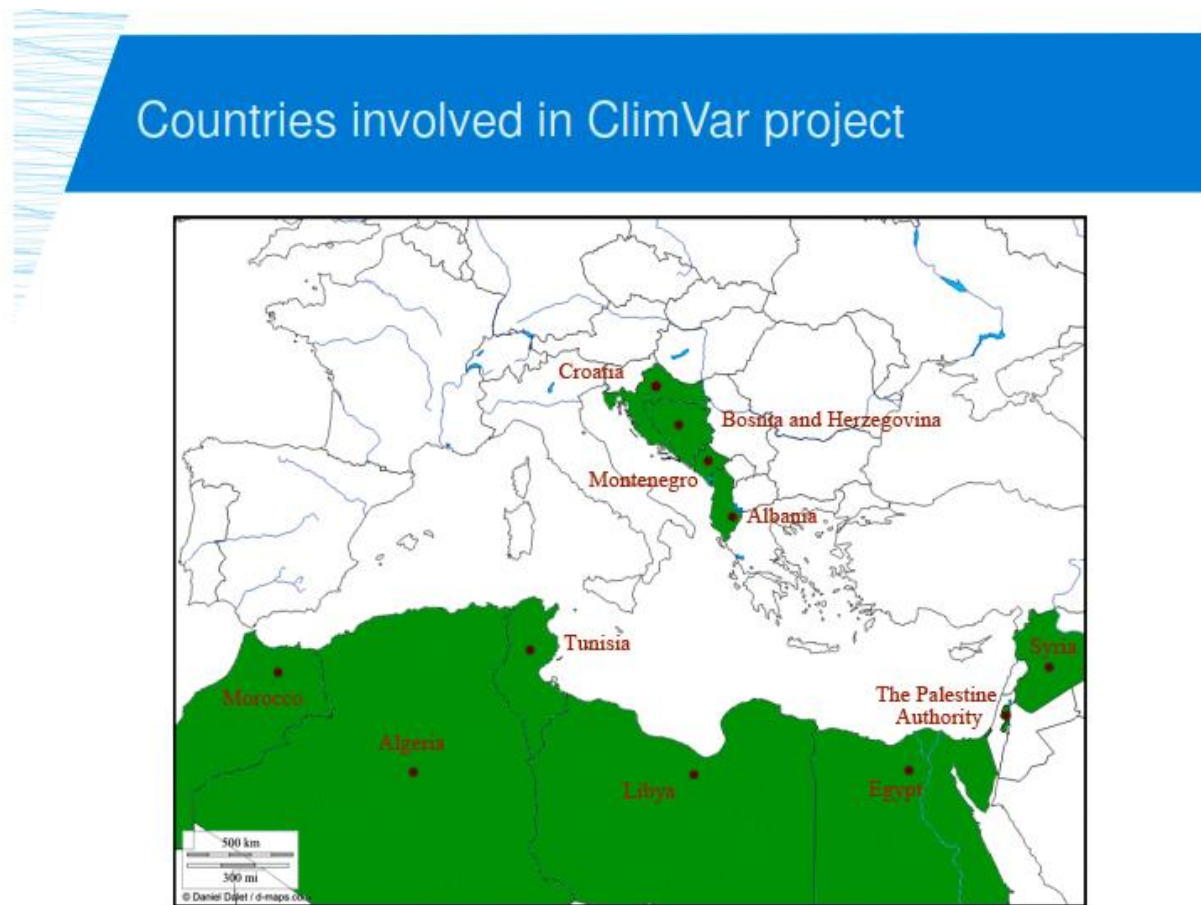 Countries involved in ClimVar project
Croatia
Bosnia and Herzegovina
Montenegro
Albania
Tunisia
Syria
Morocco
The Palestine
Authority
Algeria
Libya
Egypt
500 km
300 mi
© Daniel Dalet / d-maps.co